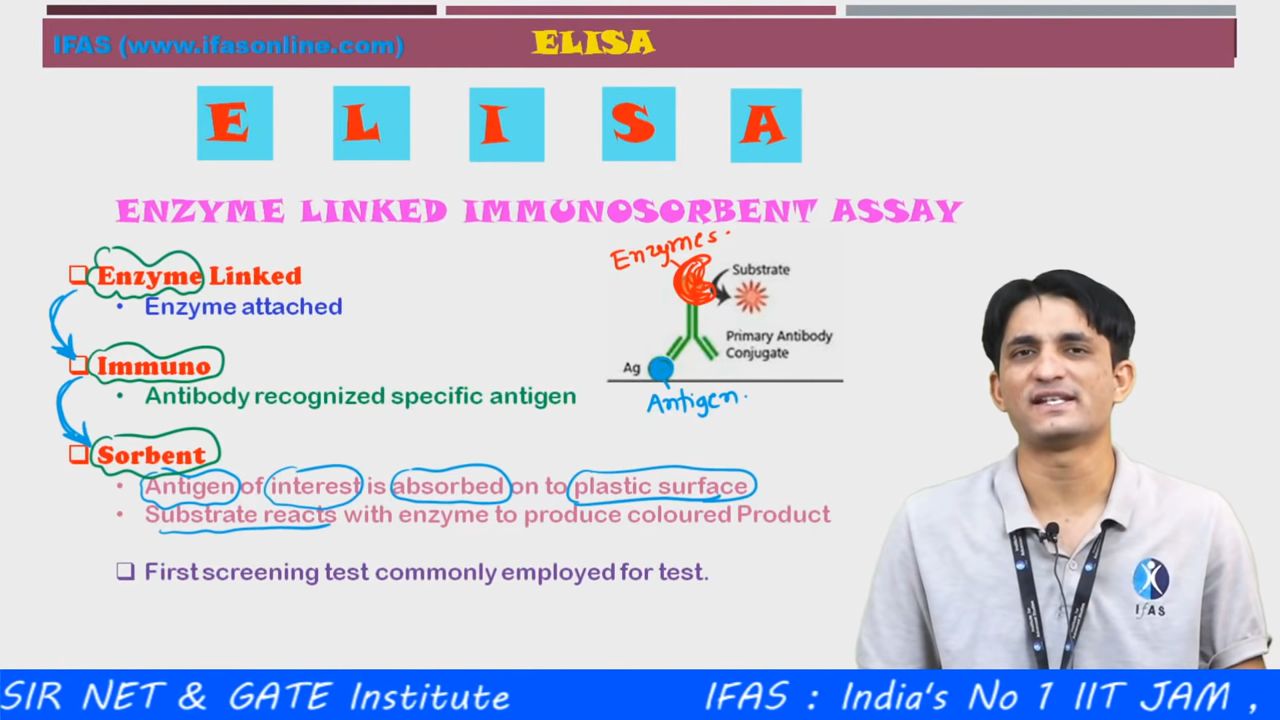 IFAS (www.ifasonline.com)
ELISA
E L I S A
ENZYME LINKED IMMUNOSORBENT ASSAY
Enzyme Linked
• Enzyme attached
Immuno
• Antibody recognized specific antigen
Sorbent
• Antigen of interest is absorbed on to plastic surface
• Substrate reacts with enzyme to produce coloured Product
First screening test commonly employed for test.
Enzymes.
Substrate
Primary Antibody
Conjugate
Ag
Antigen.
IFAS
SIR NET & GATE Institute IFAS : India's No 1 IIT JAM ,